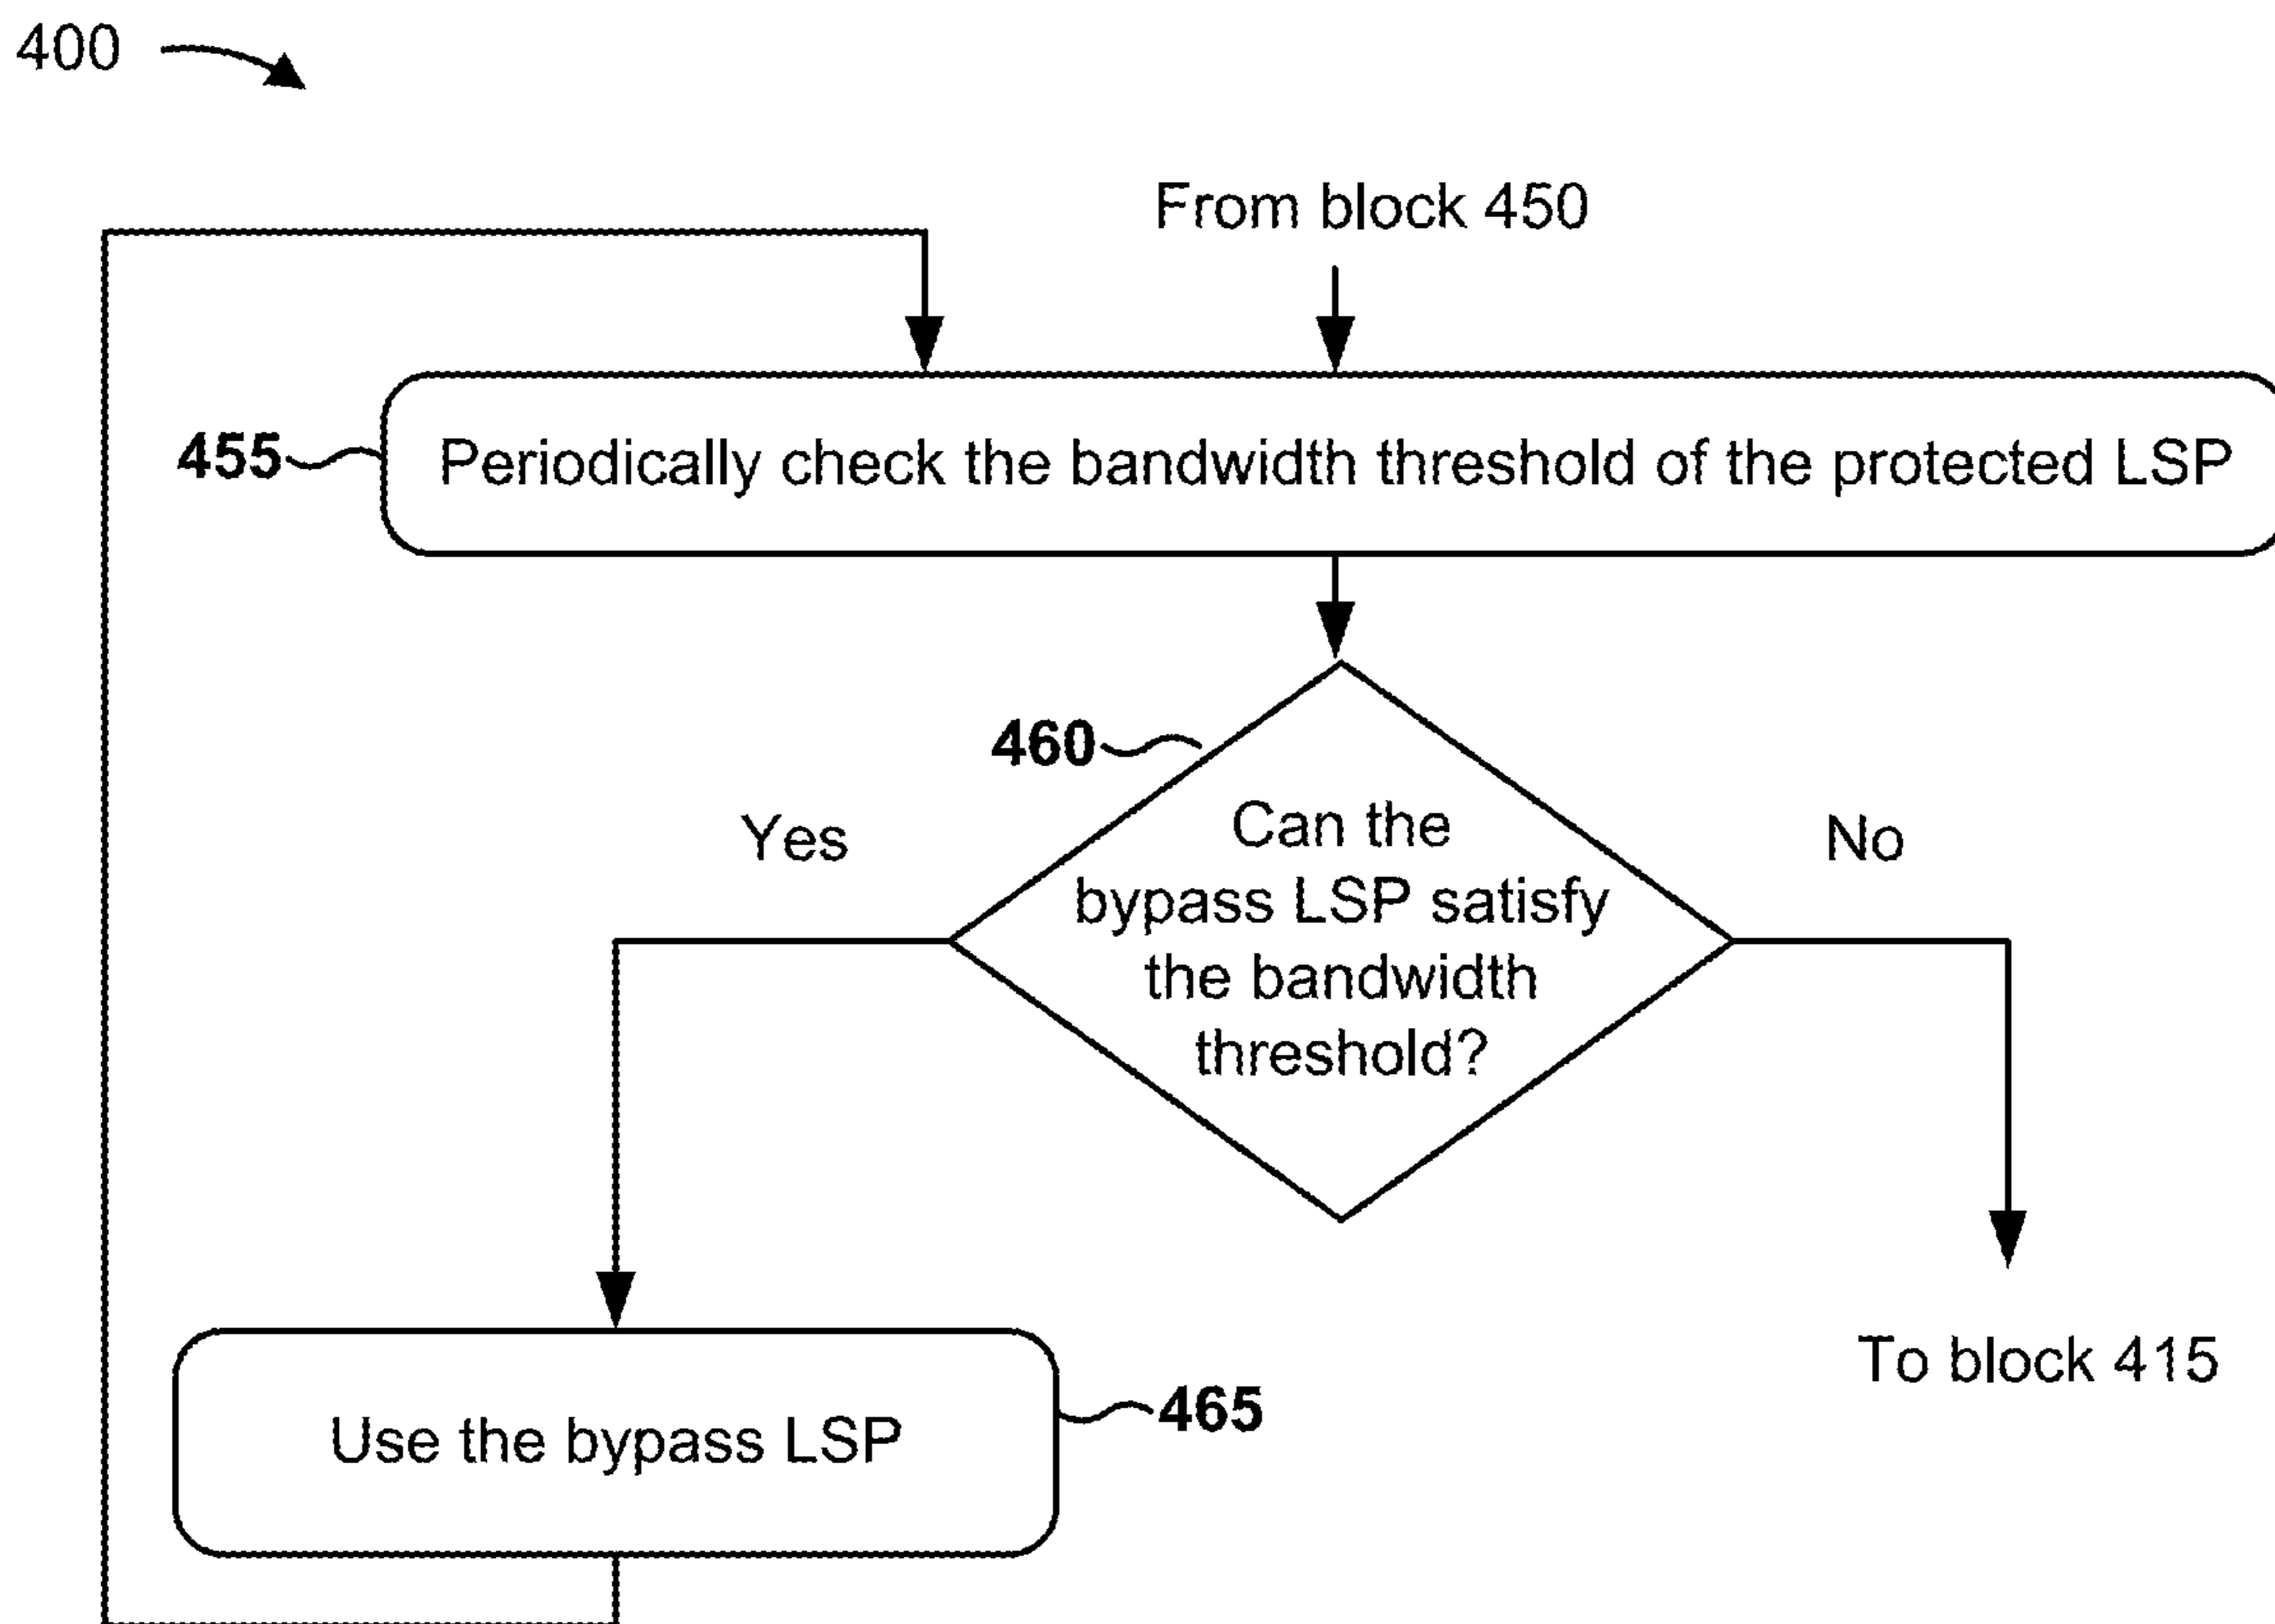 400
From block 450
455
Periodically check the bandwidth threshold of the protected LSP
460
Can the
bypass LSP satisfy
the bandwidth
threshold?
Yes
No
Use the bypass LSP
465
To block 415